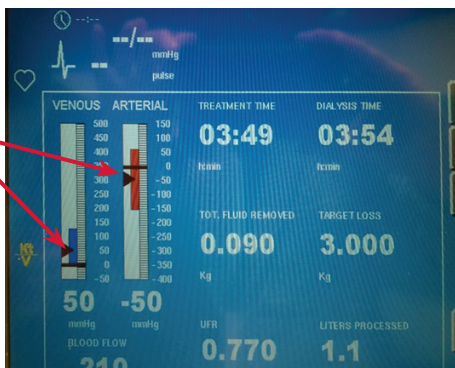 --:--
--/-- mmHg
-- pulse
VENOUS ARTERIAL TREATMENT TIME DIALYSIS TIME
500 150
450 100
400 50
0
300 -50
250 -100
200 -150
150 -200
100 -250
50 -300
0 -350
-50 -400
03:49 03:54
h:min h:min
TOT. FLUID REMOVED TARGET LOSS
0.090 3.000
Kg Kg
Kt
V
50 -50
mmHg mmHg
BLOOD FLOW UFR LITERS PROCESSED
0.770 1.1